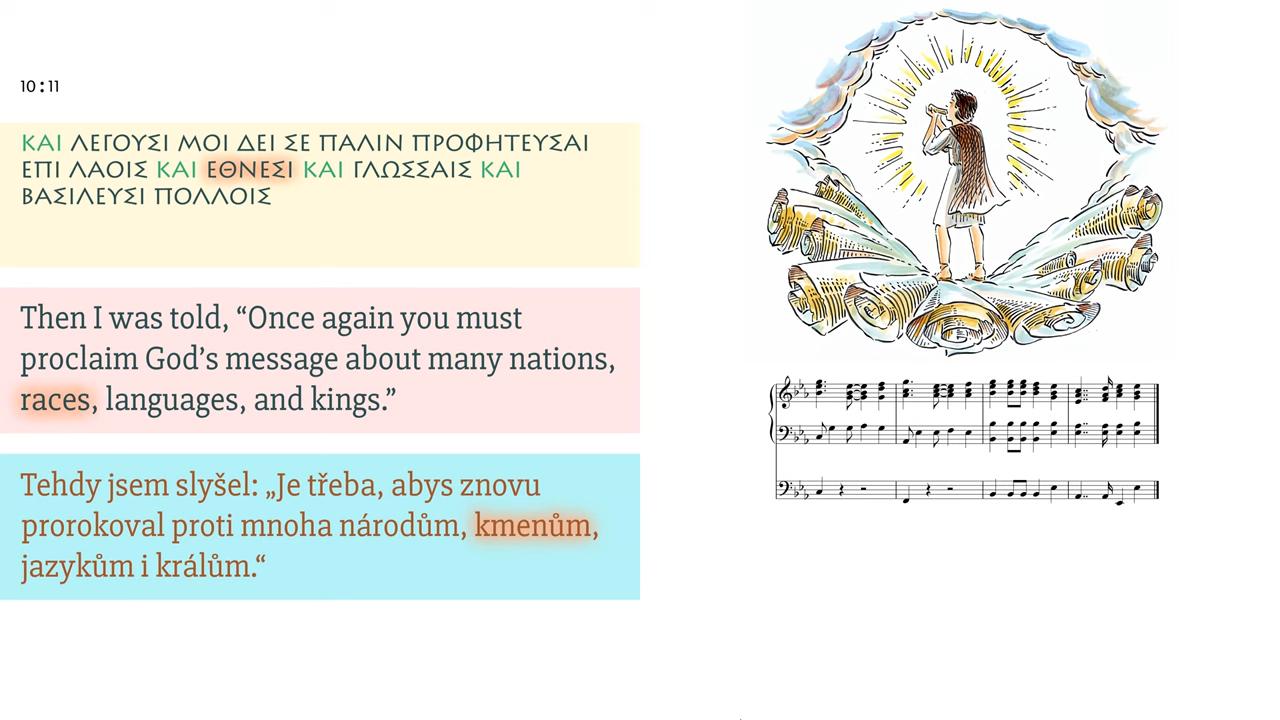 10:11
ΚΑΙ ΛΕΓΟΥΣΙ ΜΟΙ ΔΕΙ ΣΕ ΠΑΛΙΝ ΠΡΟΦΗΤΕΥΣΑΙ
ΕΠΙ ΛΑΟΙΣ ΚΑΙ ΕΘΝΕΣΙ ΚΑΙ ΓΛΩΣΣΑΙΣ ΚΑΙ
ΒΑΣΙΛΕΥΣΙ ΠΟΛΛΟΙΣ
Then I was told, “Once again you must
proclaim God’s message about many nations,
races, languages, and kings.”
Tehdy jsem slyšel: „Je třeba, abys znovu
prorokoval proti mnoha národům, kmenům,
jazykům i králům.“